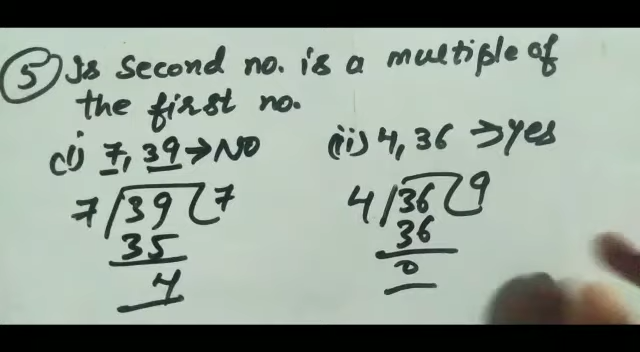 5 Is second no. is a multiple of
the first no.
(i) 7, 39 → NO
7 39 7
35
4
(ii) 4, 36 → Yes
4 36 9
36
0